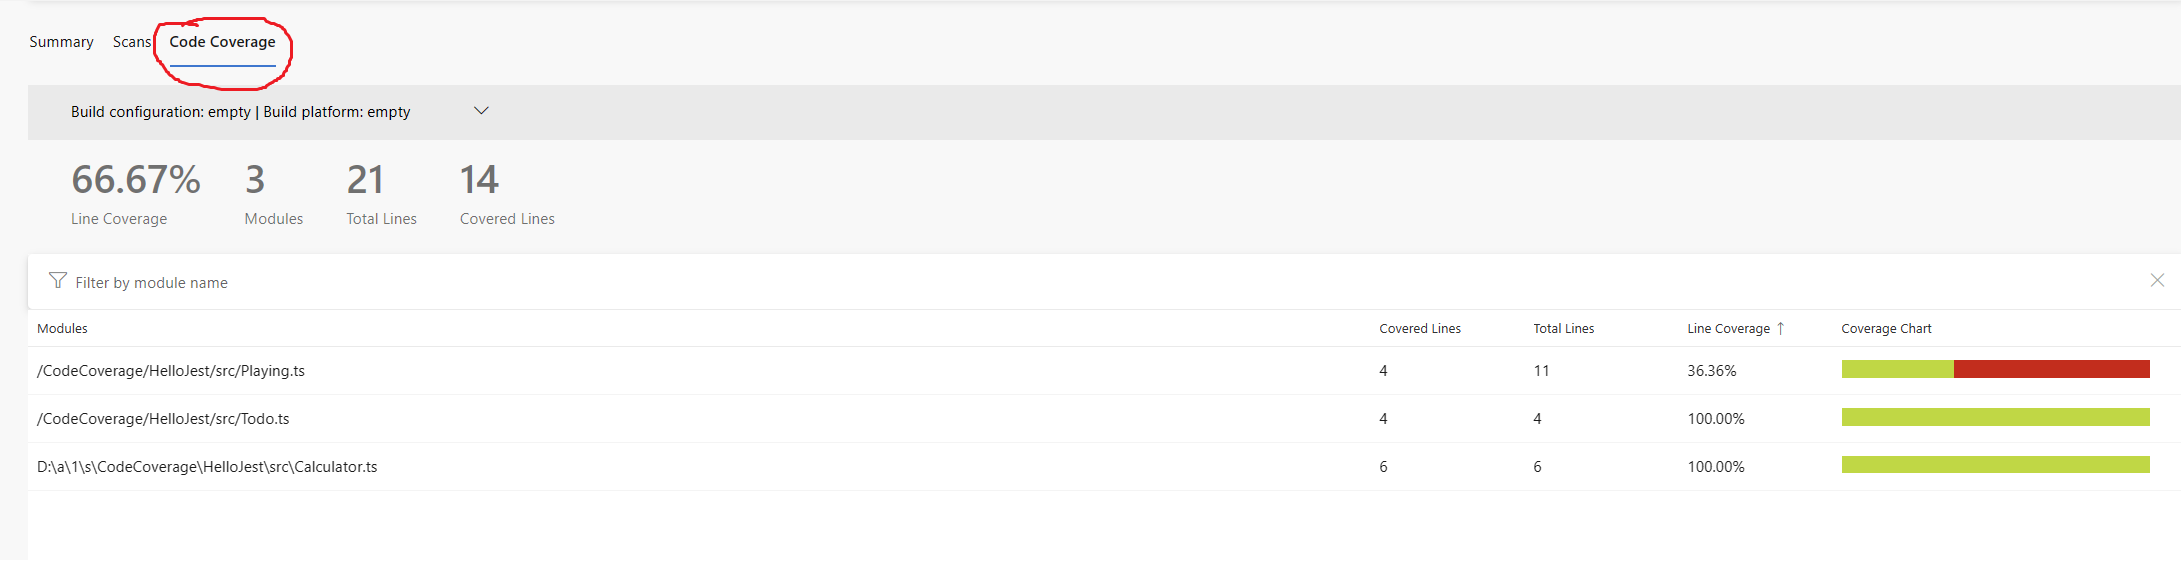 Summary Scans Code Coverage
Build configuration: empty | Build platform: empty
66.67% 3 21 14
Line Coverage Modules Total Lines Covered Lines
Filter by module name
Modules Covered Lines Total Lines Line Coverage ↑ Coverage Chart
/CodeCoverage/HelloJest/src/Playing.ts 4 11 36.36%
/CodeCoverage/HelloJest/src/Todo.ts 4 4 100.00%
D:\a\1\s\CodeCoverage\HelloJest\src\Calculator.ts 6 6 100.00%